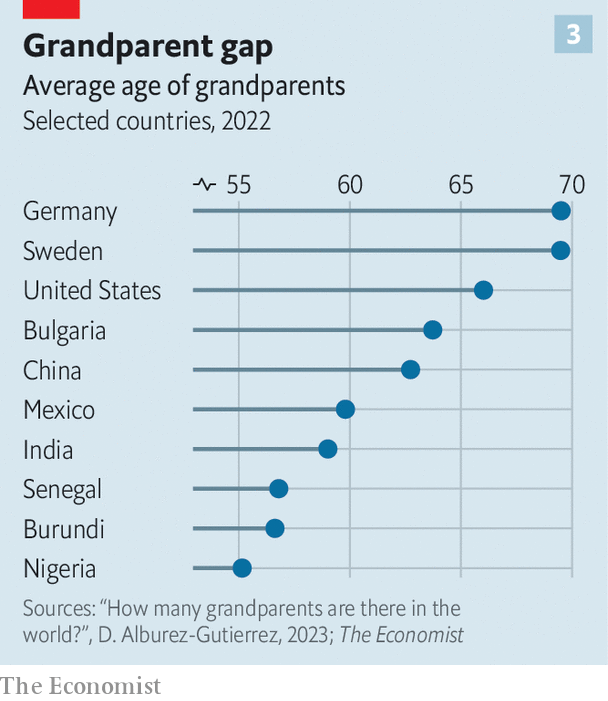 Grandparent gap
3
Average age of grandparents
Selected countries, 2022
55 60 65 70
Germany
Sweden
United States
Bulgaria
China
Mexico
India
Senegal
Burundi
Nigeria
Sources: “How many grandparents are there in the
world?”, D. Alburez-Gutierrez, 2023; The Economist
The Economist